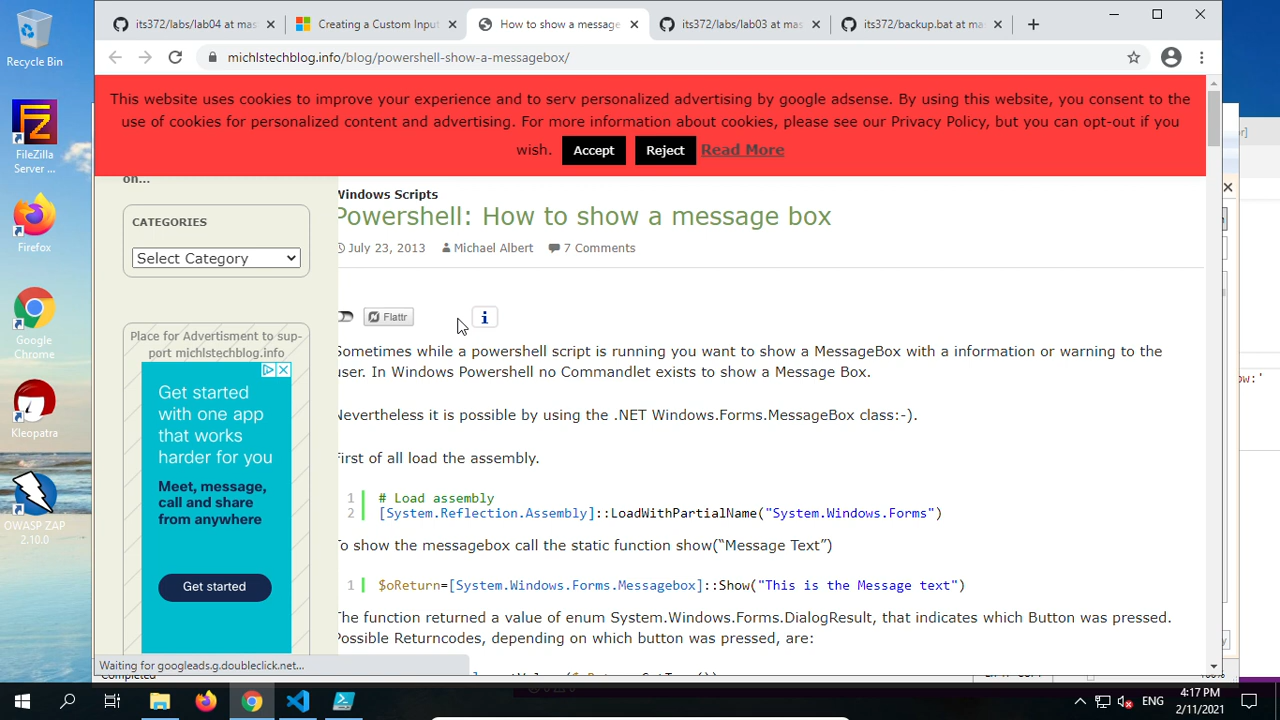 its372/labs/lab04 at mas
Creating a Custom Input
How to show a message
its372/labs/lab03 at mas
its372/backup.bat at ma
michlstechblog.info/blog/powershell-show-a-messagebox/
This website uses cookies to improve your experience and to serv personalized advertising by google adsense. By using this website, you consent to the
use of cookies for personalized content and advertising. For more information about cookies, please see our Privacy Policy, but you can opt-out if you
wish. Accept Reject Read More
Recycle Bin
FileZilla
Server ...
Firefox
Google
Chrome
Kleopatra
OWASP ZAP
2.10.0
on...
CATEGORIES
Select Category
Place for Advertisment to sup-
port michlstechblog.info
Get started
with one app
that works
harder for you
Meet, message,
call and share
from anywhere
Get started
Windows Scripts
Powershell: How to show a message box
July 23, 2013 Michael Albert 7 Comments
Flattr
Sometimes while a powershell script is running you want to show a MessageBox with a information or warning to the
user. In Windows Powershell no Commandlet exists to show a Message Box.
Nevertheless it is possible by using the .NET Windows.Forms.MessageBox class:-).
First of all load the assembly.
1 # Load assembly
2 [System.Reflection.Assembly]::LoadWithPartialName("System.Windows.Forms")
To show the messagebox call the static function show(“Message Text”)
1 $oReturn=[System.Windows.Forms.Messagebox]::Show("This is the Message text")
The function returned a value of enum System.Windows.Forms.DialogResult, that indicates which Button was pressed.
Possible Returncodes, depending on which button was pressed, are:
Waiting for googleads.g.doubleclick.net...
ow:'
ENG
4:17 PM
2/11/2021